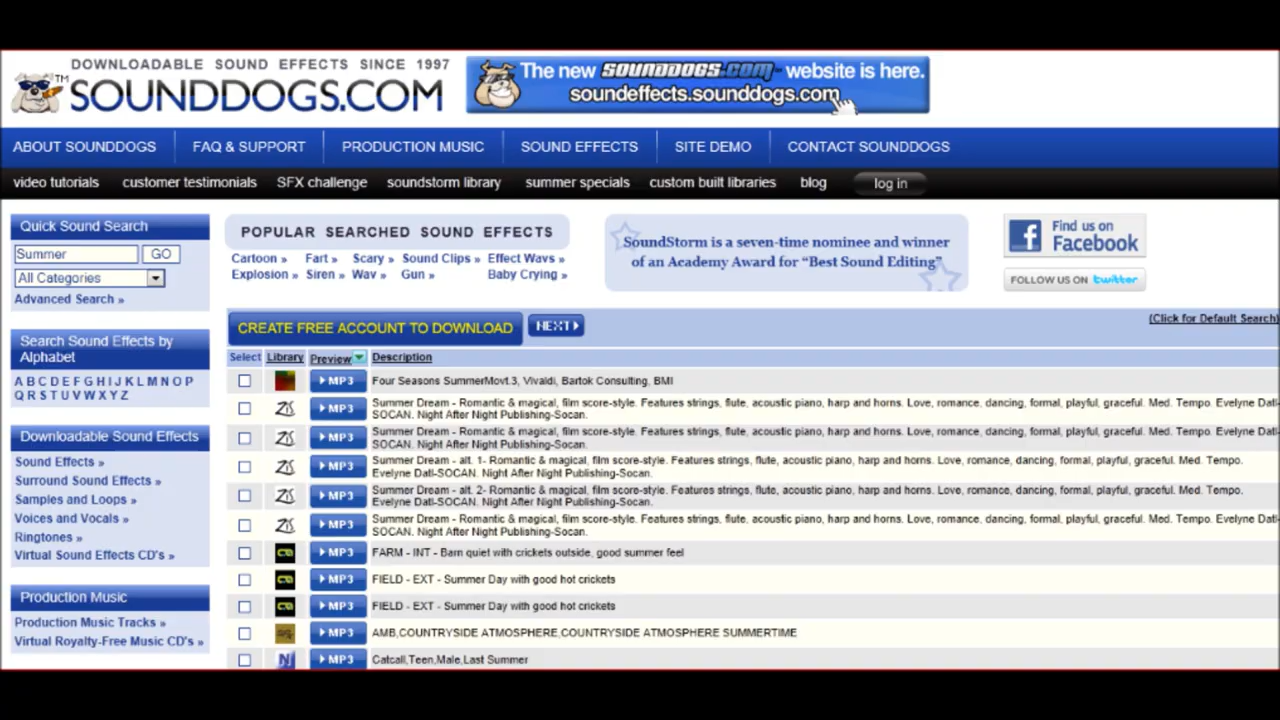 DOWNLOADABLE SOUND EFFECTS SINCE 1997
SOUNDDOGS.COM
TM
The new SOUNDDOGS.COM website is here.
soundeffects.sounddogs.com
ABOUT SOUNDDOGS
FAQ & SUPPORT
PRODUCTION MUSIC
SOUND EFFECTS
SITE DEMO
CONTACT SOUNDDOGS
video tutorials
customer testimonials
SFX challenge
soundstorm library
summer specials
custom built libraries
blog
log in
Quick Sound Search
Summer
GO
All Categories
Advanced Search »
Search Sound Effects by
Alphabet
A B C D E F G H I J K L M N O P
Q R S T U V W X Y Z
Downloadable Sound Effects
Sound Effects »
Surround Sound Effects »
Samples and Loops »
Voices and Vocals »
Ringtones »
Virtual Sound Effects CD's »
Production Music
Production Music Tracks »
Virtual Royalty-Free Music CD's »
POPULAR SEARCHED SOUND EFFECTS
Cartoon » Fart » Scary » Sound Clips » Effect Wavs »
Explosion » Siren » Wav » Gun » Baby Crying »
SoundStorm is a seven-time nominee and winner
of an Academy Award for “Best Sound Editing”
Find us on
Facebook
FOLLOW US ON twitter
CREATE FREE ACCOUNT TO DOWNLOAD
NEXT
(Click for Default Search)
Select Library Preview Description
MP3 Four Seasons SummerMovt.3, Vivaldi, Bartok Consulting, BMI
MP3 Summer Dream - Romantic & magical, film score-style. Features strings, flute, acoustic piano, harp and horns. Love, romance, dancing, formal, playful, graceful. Med. Tempo. Evelyne Datl-
SOCAN. Night After Night Publishing-Socan.
MP3 Summer Dream - Romantic & magical, film score-style. Features strings, flute, acoustic piano, harp and horns. Love, romance, dancing, formal, playful, graceful. Med. Tempo. Evelyne Datl-
SOCAN. Night After Night Publishing-Socan.
MP3 Summer Dream - alt. 1- Romantic & magical, film score-style. Features strings, flute, acoustic piano, harp and horns. Love, romance, dancing, formal, playful, graceful. Med. Tempo.
Evelyne Datl-SOCAN. Night After Night Publishing-Socan.
MP3 Summer Dream - alt. 2- Romantic & magical, film score-style. Features strings, flute, acoustic piano, harp and horns. Love, romance, dancing, formal, playful, graceful. Med. Tempo.
Evelyne Datl-SOCAN. Night After Night Publishing-Socan.
MP3 Summer Dream - Romantic & magical, film score-style. Features strings, flute, acoustic piano, harp and horns. Love, romance, dancing, formal, playful, graceful. Med. Tempo. Evelyne Datl-
SOCAN. Night After Night Publishing-Socan.
MP3 FARM - INT - Barn quiet with crickets outside, good summer feel
MP3 FIELD - EXT - Summer Day with good hot crickets
MP3 FIELD - EXT - Summer Day with good hot crickets
MP3 AMB,COUNTRYSIDE ATMOSPHERE,COUNTRYSIDE ATMOSPHERE SUMMERTIME
N MP3 Catcall,Teen,Male,Last Summer